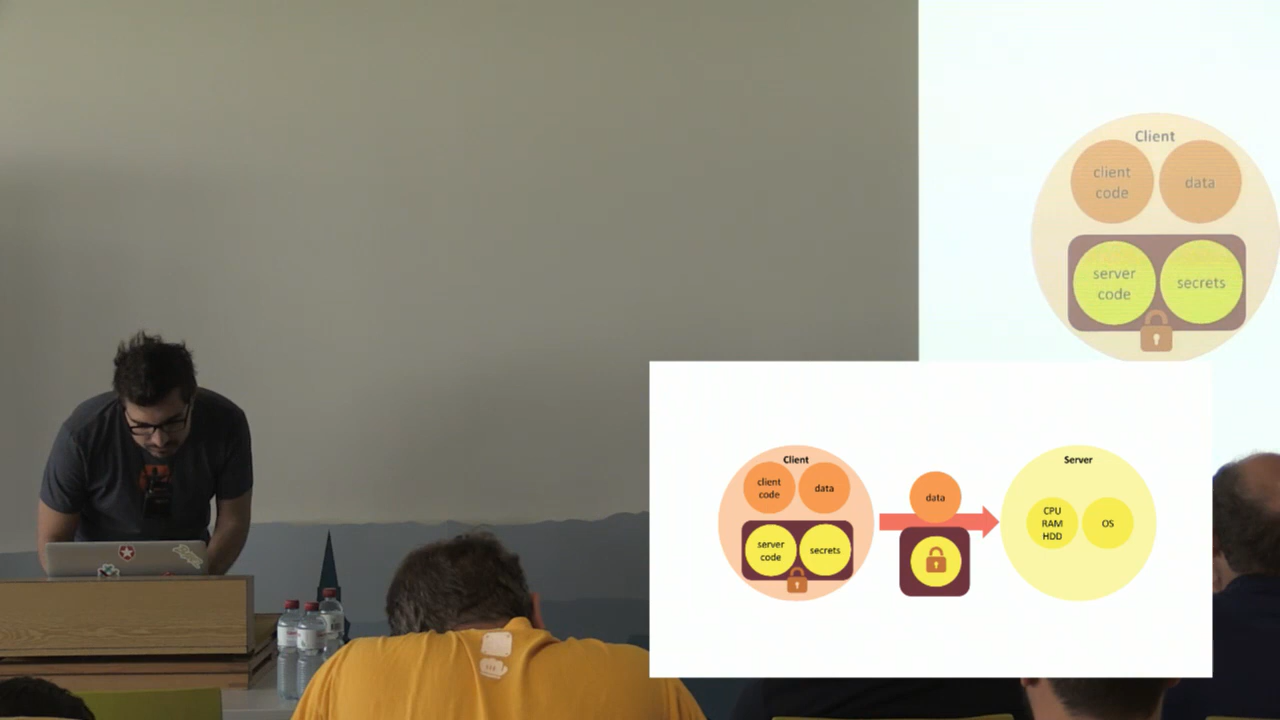 Client
client
code
data
server
code
secrets
Client
client
code
data
server
code
secrets
data
Server
CPU
RAM
HDD
OS